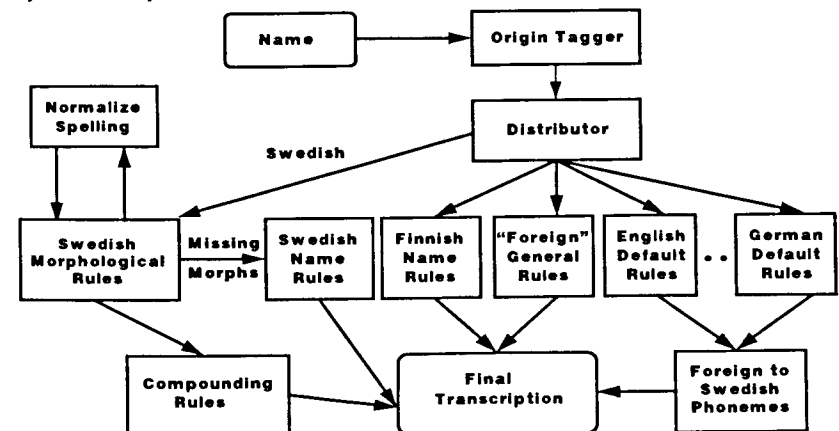 Name
Origin Tagger
Normalize
Spelling
Distributor
Swedish
Swedish
Morphological
Rules
Missing
Morphs
Swedish
Name
Rules
Finnish
Name
Rules
"Foreign"
General
Rules
English
Default
Rules
. .
German
Default
Rules
Compounding
Rules
Final
Transcription
Foreign to
Swedish
Phonemes